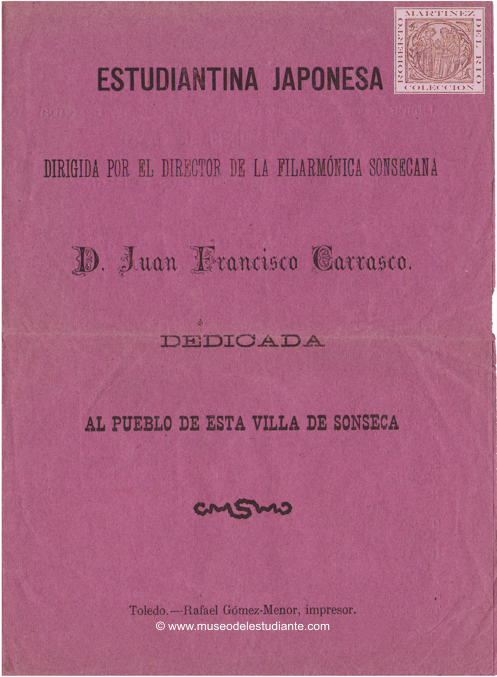 ESTUDIANTINA JAPONESA
ROBERTO
MARTINEZ
DEL RIO
COLECCION
DIRIGIDA POR EL DIRECTOR DE LA FILARMÓNICA SONSECANA
D. Juan Francisco Carrasco.
DEDICADA
AL PUEBLO DE ESTA VILLA DE SONSECA
Toledo.—Rafael Gómez-Menor, impresor.
© www.museodelestudiante.com